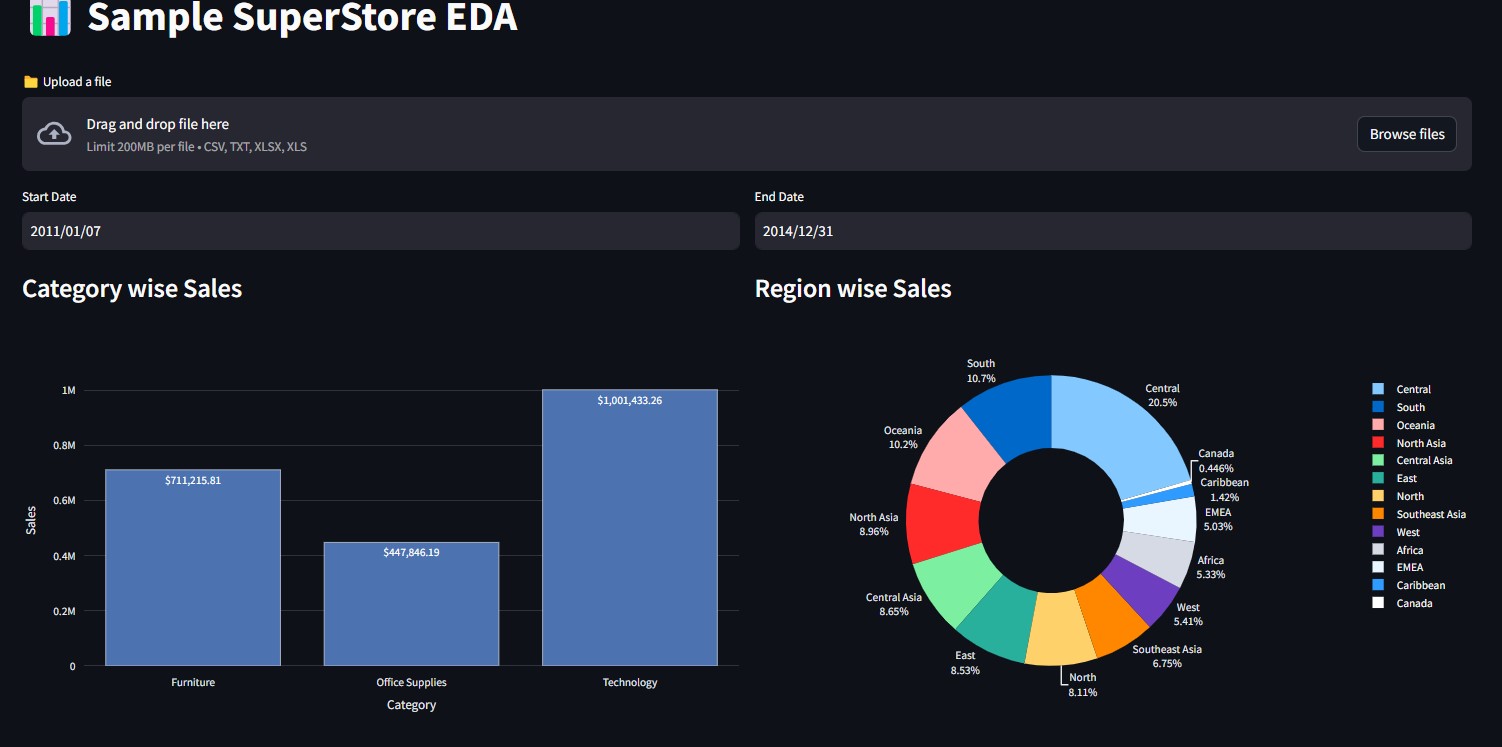 Sample SuperStore EDA
Upload a file
Drag and drop file here
Limit 200MB per file • CSV, TXT, XLSX, XLS
Browse files
Start Date
2011/01/07
End Date
2014/12/31
Category wise Sales
1M
0.8M
0.6M
0.4M
0.2M
0
Sales
$711,215.81
$447,846.19
$1,001,433.26
Furniture
Office Supplies
Technology
Category
Region wise Sales
South
10.7%
Central
20.5%
Oceania
10.2%
Canada
0.446%
Caribbean
1.42%
EMEA
5.03%
North Asia
8.96%
Africa
5.33%
Central Asia
8.65%
West
5.41%
East
8.53%
Southeast Asia
6.75%
North
8.11%
Central
South
Oceania
North Asia
Central Asia
East
North
Southeast Asia
West
Africa
EMEA
Caribbean
Canada